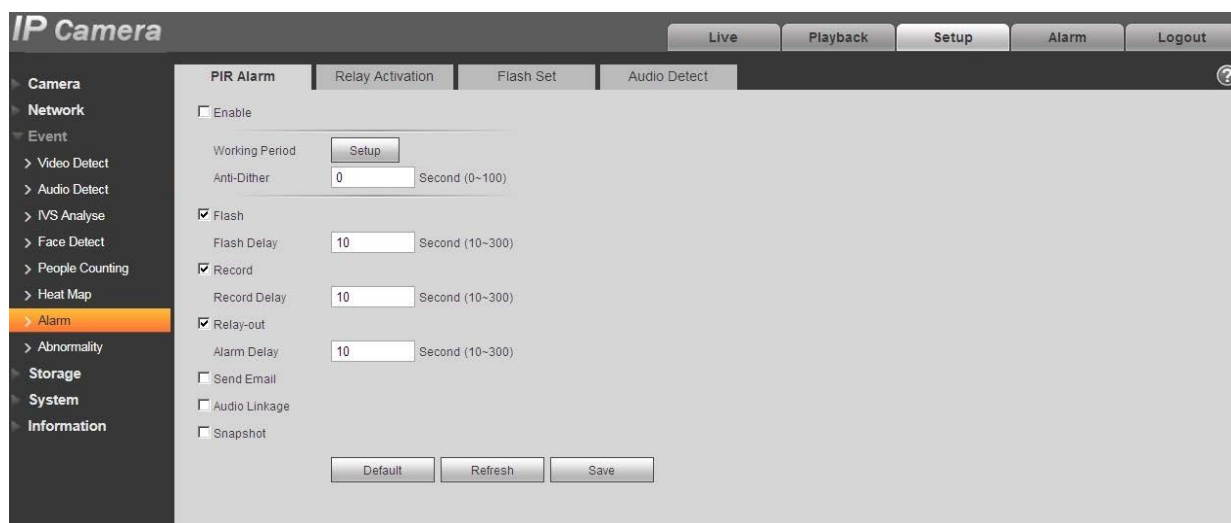 IP Camera
Live Playback Setup Alarm Logout
Camera
Network
Event
> Video Detect
> Audio Detect
> IVS Analyse
> Face Detect
> People Counting
> Heat Map
> Alarm
> Abnormality
Storage
System
Information
PIR Alarm Relay Activation Flash Set Audio Detect ?
Enable
Working Period Setup
Anti-Dither 0 Second (0~100)
Flash
Flash Delay 10 Second (10~300)
Record
Record Delay 10 Second (10~300)
Relay-out
Alarm Delay 10 Second (10~300)
Send Email
Audio Linkage
Snapshot
Default Refresh Save